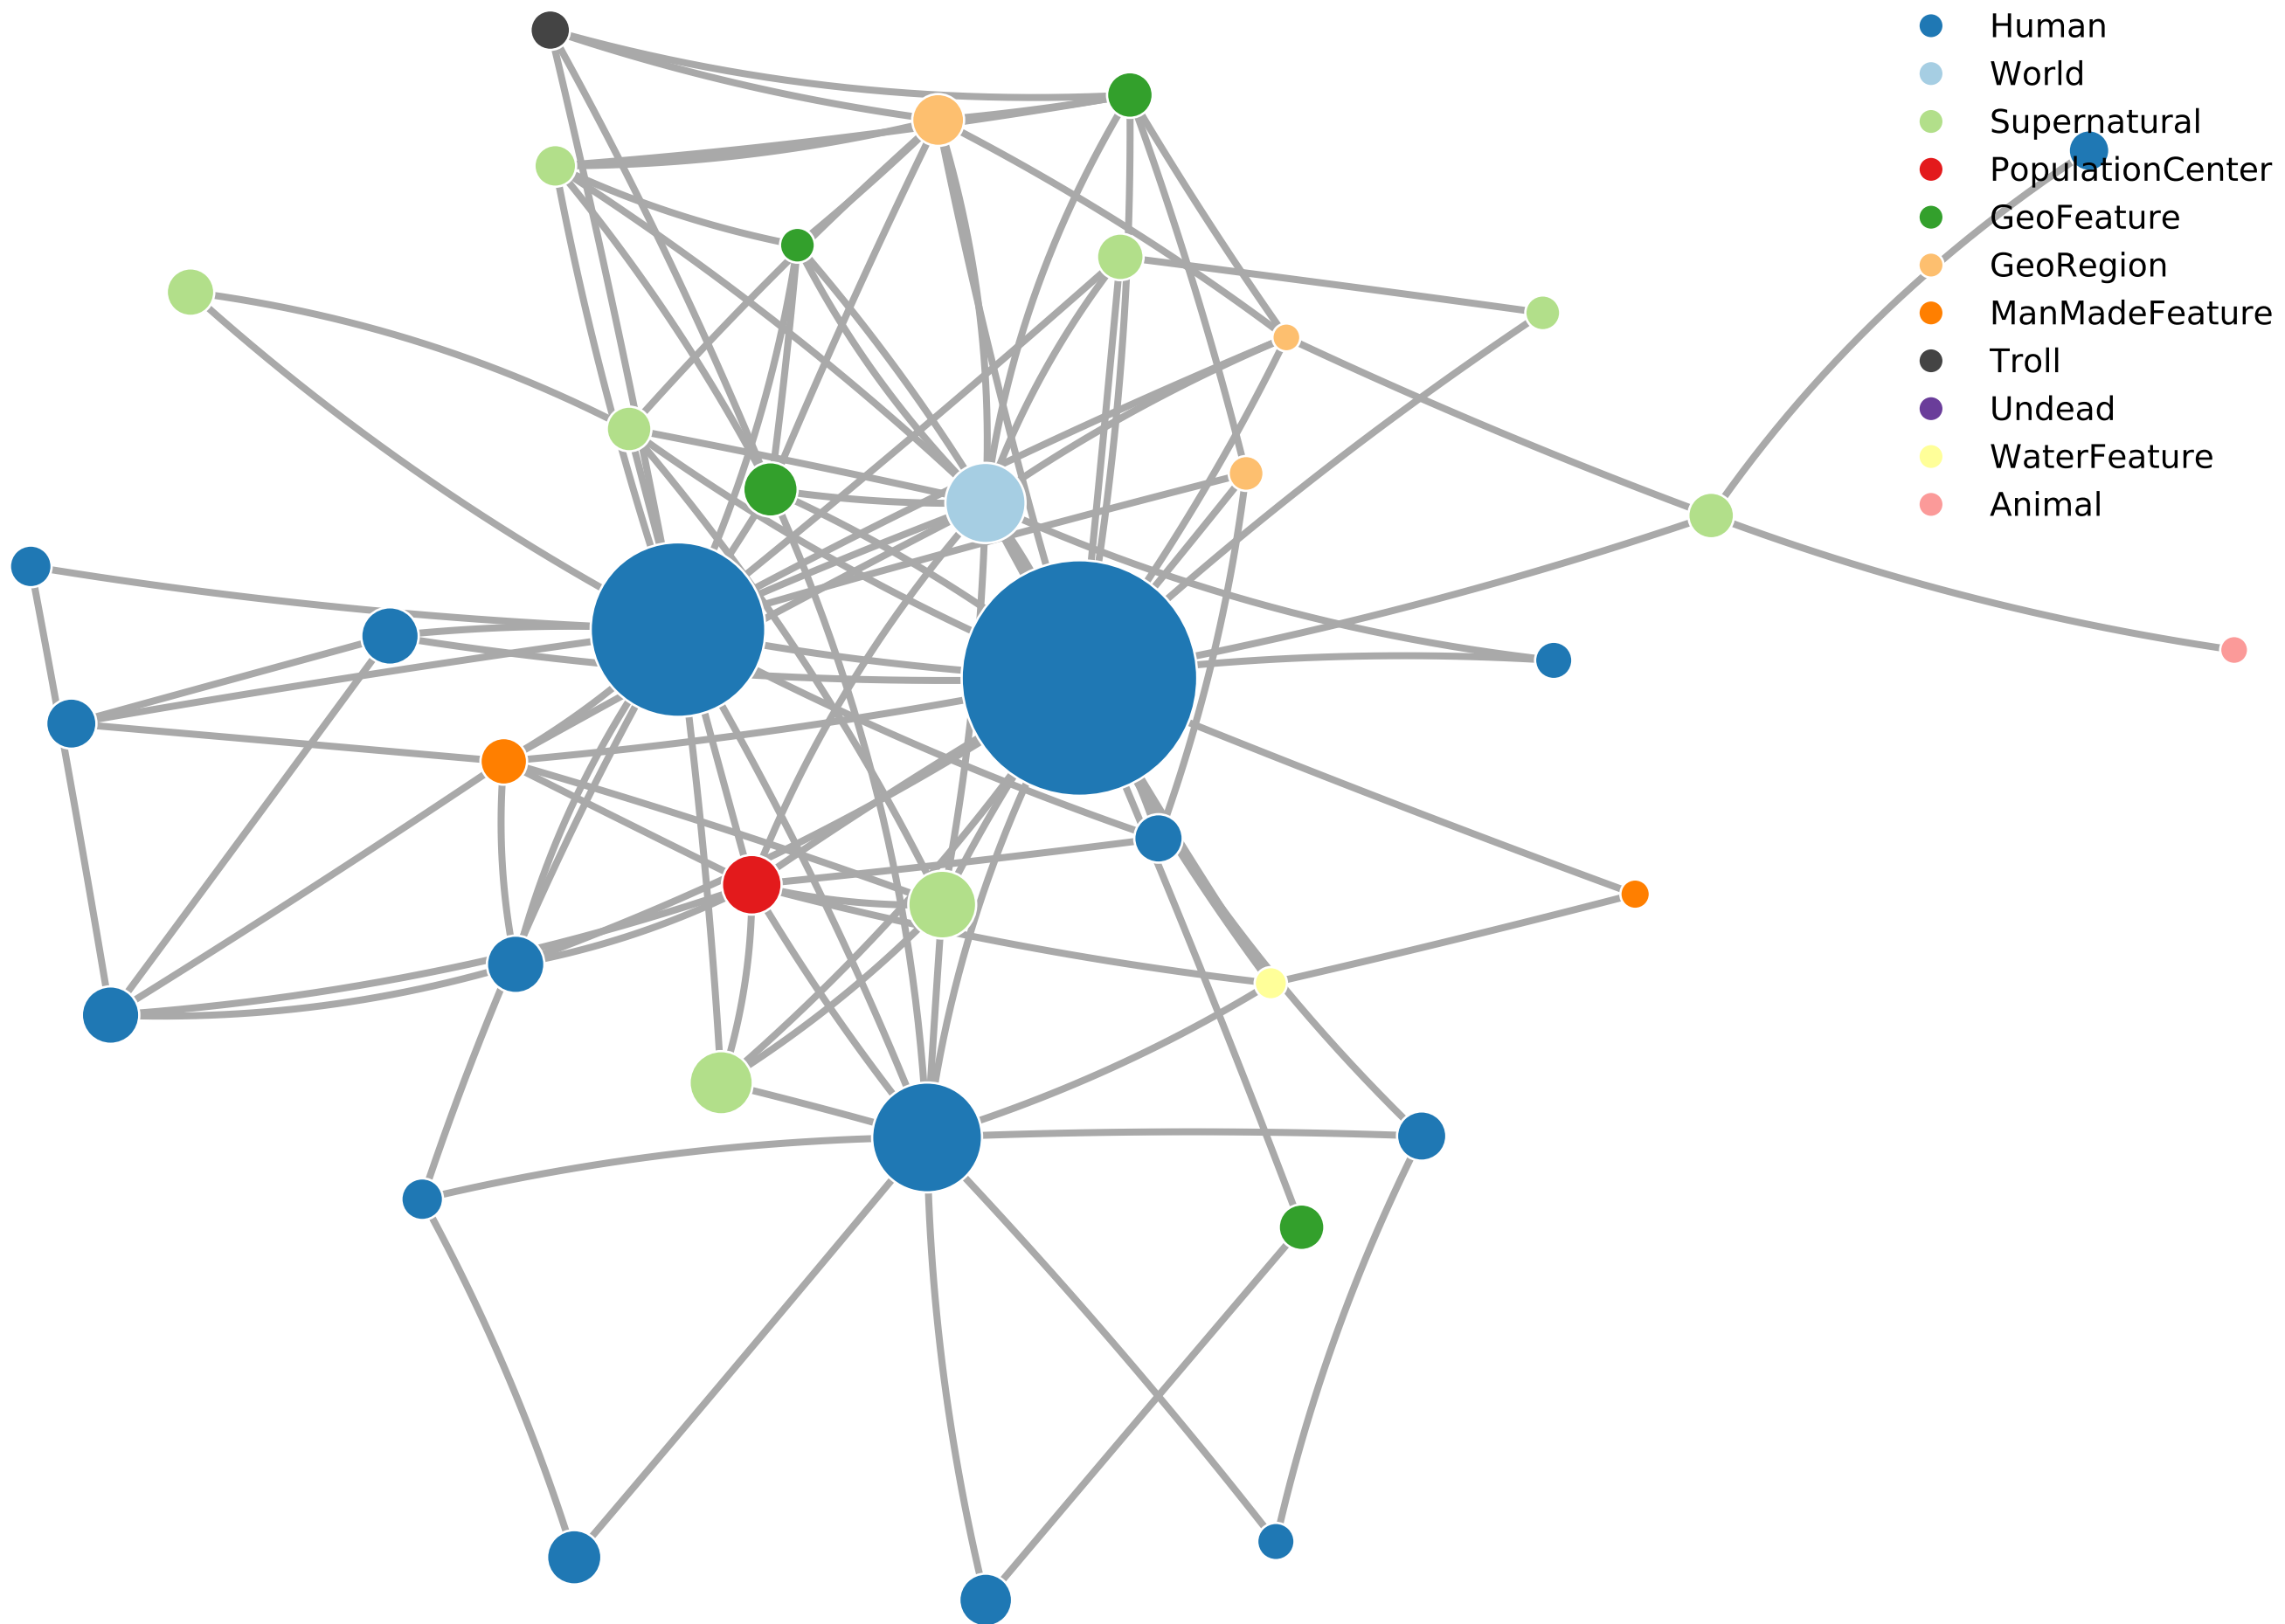 Human
World
Supernatural
PopulationCenter
GeoFeature
GeoRegion
ManMadeFeature
Troll
Undead
WaterFeature
Animal